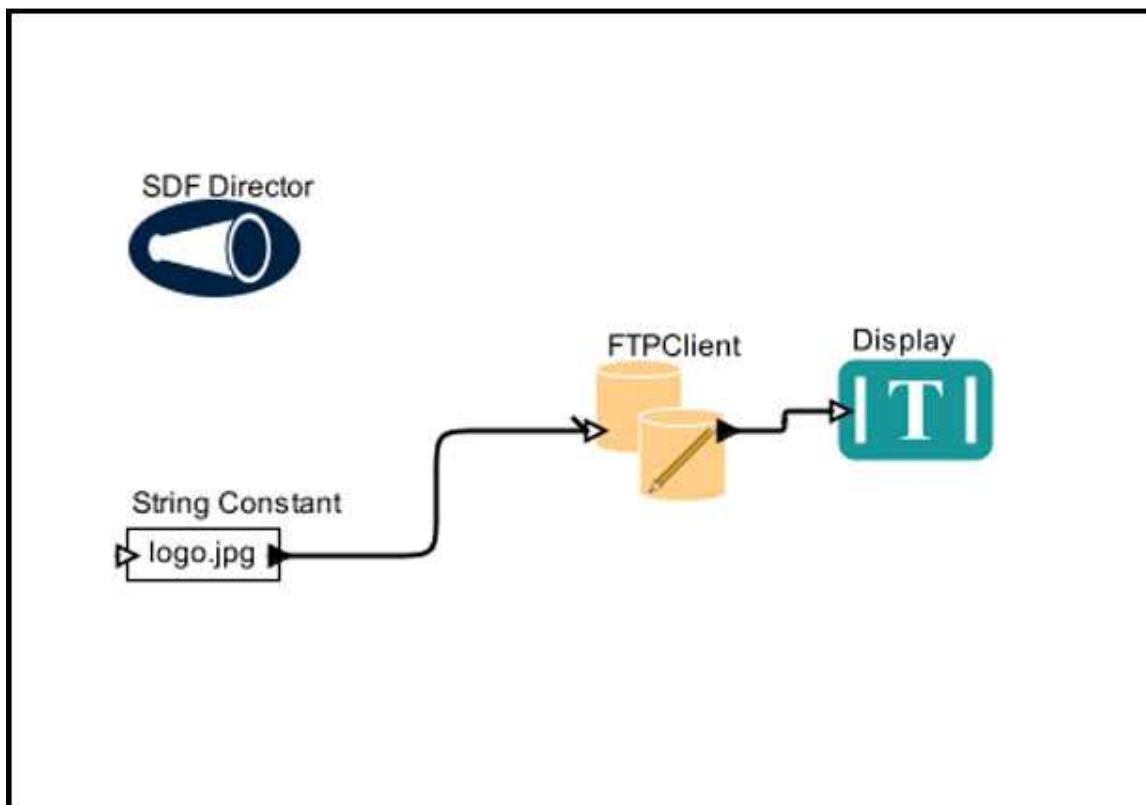 SDF Director
FTPClient
Display
T
String Constant
logo.jpg